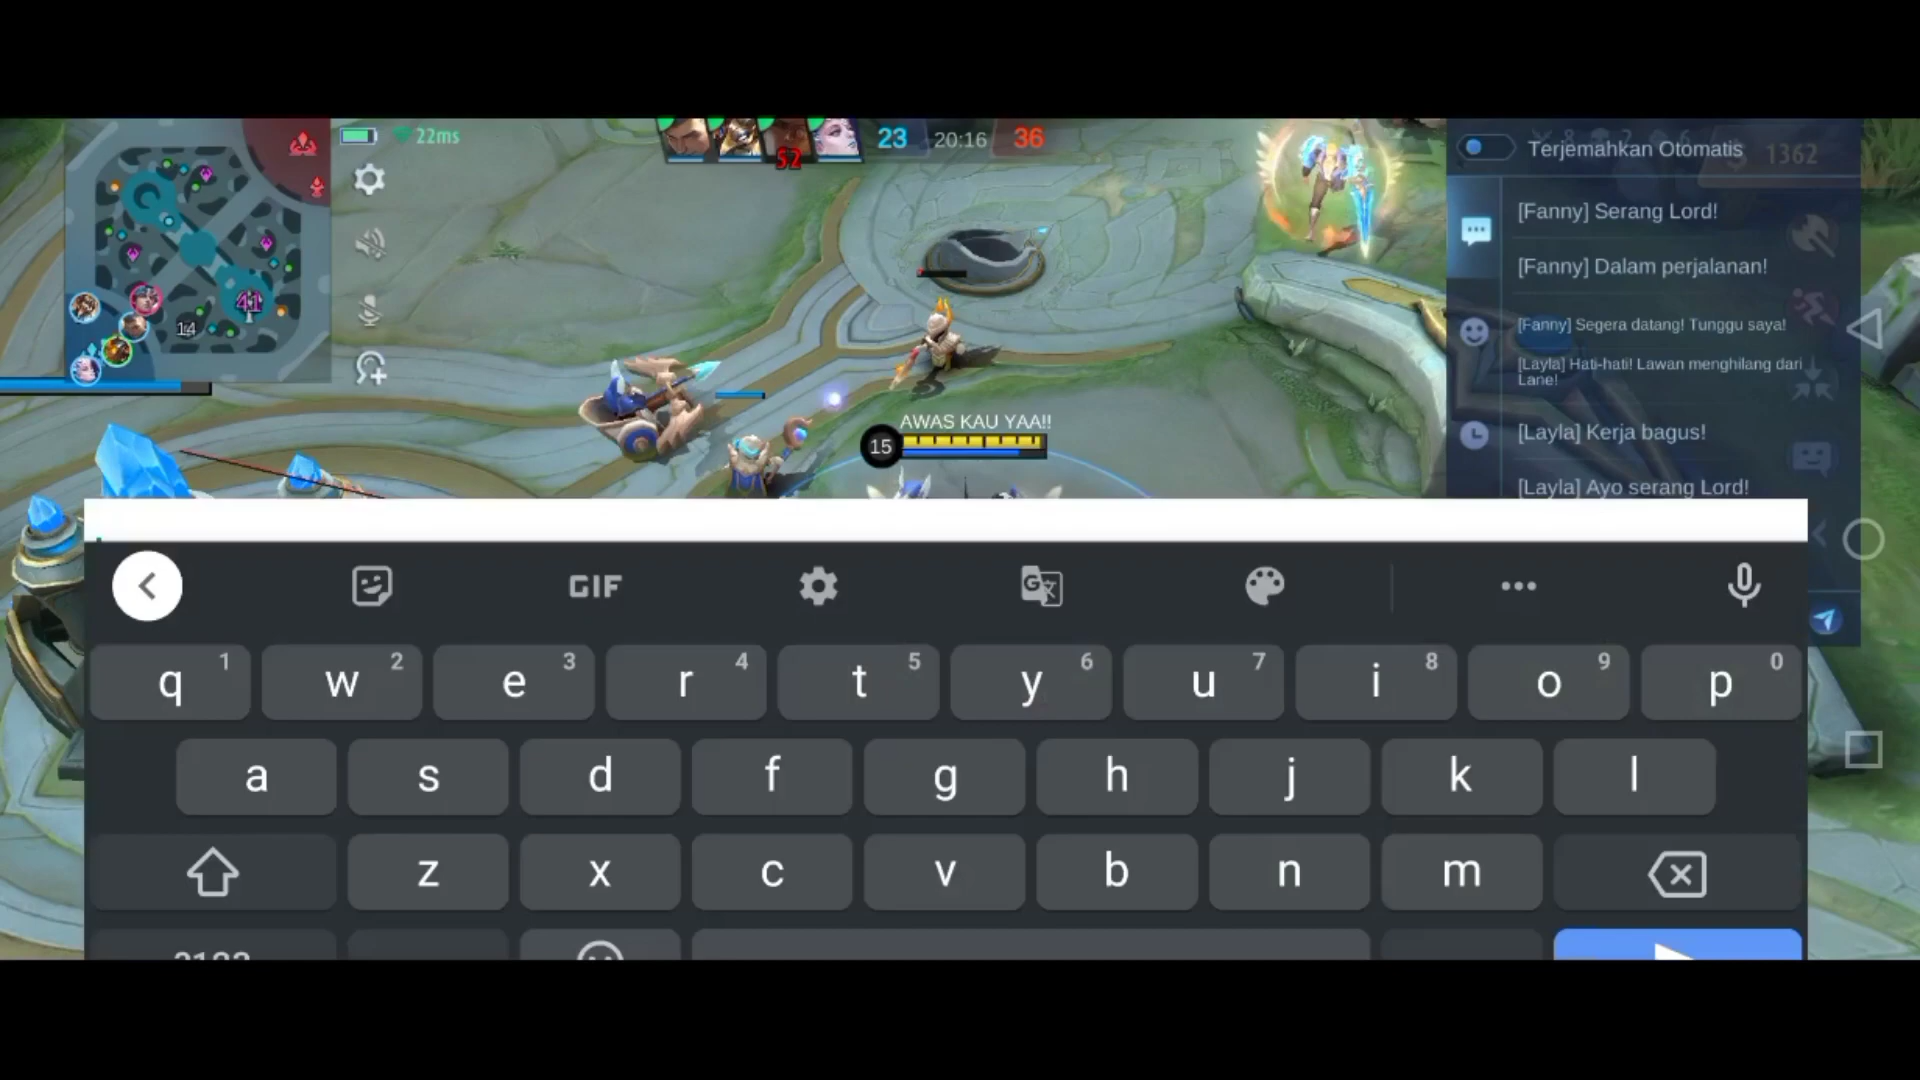 22ms
52
23 20:16 36
Terjemahkan Otomatis
1362
[Fanny] Serang Lord!
[Fanny] Dalam perjalanan!
[Fanny] Segera datang! Tunggu saya!
[Layla] Hati-hati! Lawan menghilang dari
Lane!
[Layla] Kerja bagus!
[Layla] Ayo serang Lord!
41
14
AWAS KAU YAA!!
15
GIF
G
q 1 w 2 e 3 r 4 t 5 y 6 u 7 i 8 o 9 p 0
a s d f g h j k l
z x c v b n m